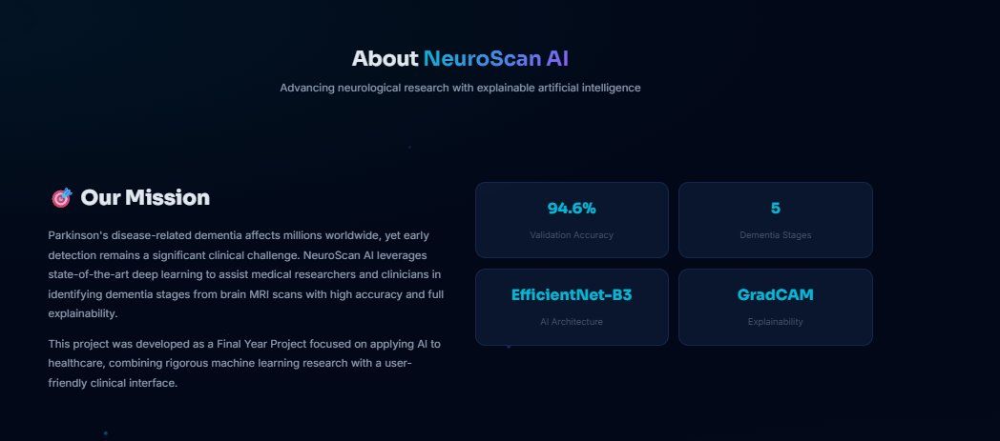 About NeuroScan AI
Advancing neurological research with explainable artificial intelligence
Our Mission
Parkinson's disease-related dementia affects millions worldwide, yet early
detection remains a significant clinical challenge. NeuroScan AI leverages
state-of-the-art deep learning to assist medical researchers and clinicians in
identifying dementia stages from brain MRI scans with high accuracy and full
explainability.
This project was developed as a Final Year Project focused on applying AI to
healthcare, combining rigorous machine learning research with a user-
friendly clinical interface.
94.6%
Validation Accuracy
5
Dementia Stages
EfficientNet-B3
AI Architecture
GradCAM
Explainability